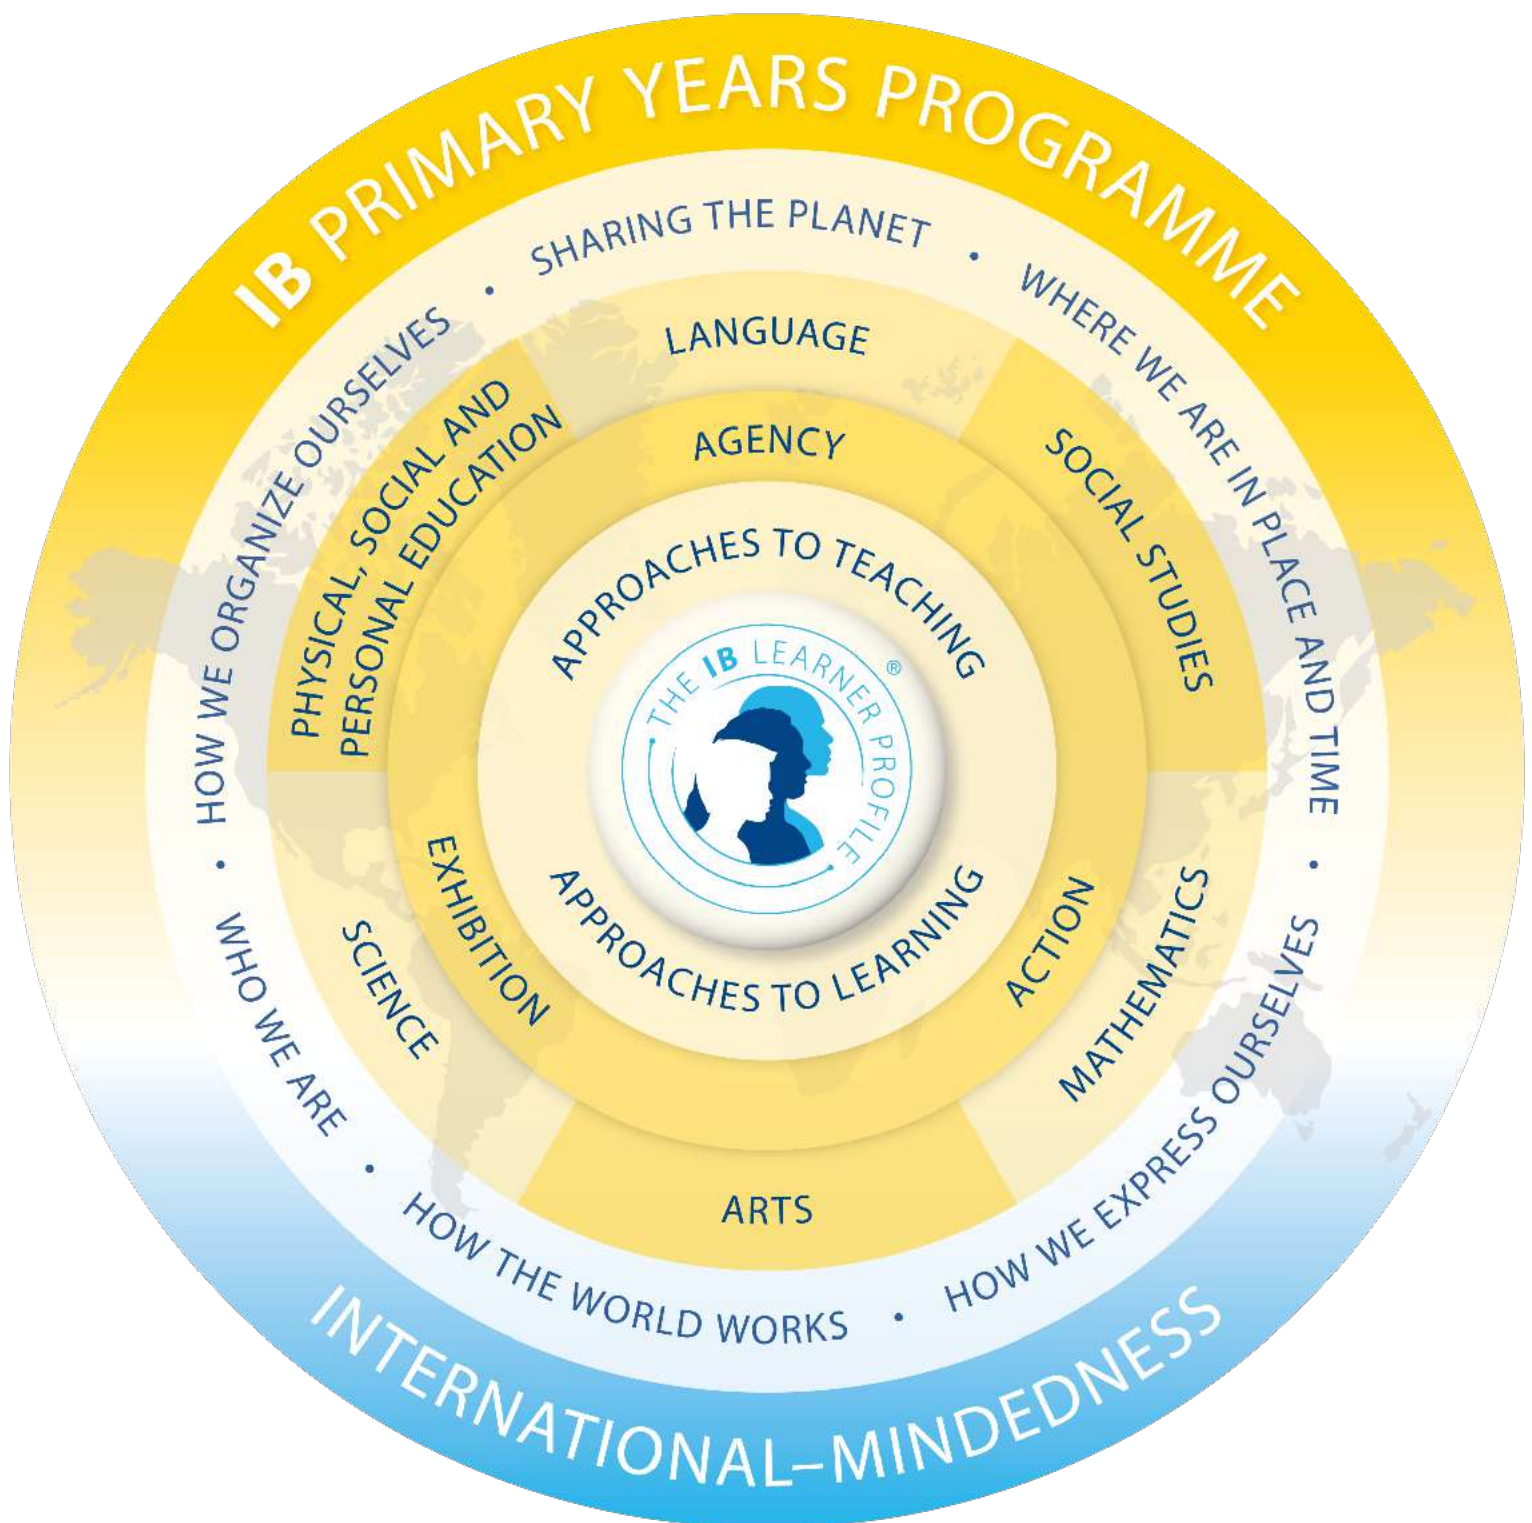 IB PRIMARY YEARS PROGRAMME
SHARING THE PLANET
•
WHERE WE ARE IN PLACE AND TIME
•
HOW WE EXPRESS OURSELVES
•
HOW THE WORLD WORKS
•
WHO WE ARE
•
HOW WE ORGANIZE OURSELVES
•
LANGUAGE
SOCIAL STUDIES
MATHEMATICS
ARTS
SCIENCE
PHYSICAL, SOCIAL AND
PERSONAL EDUCATION
AGENCY
ACTION
EXHIBITION
APPROACHES TO TEACHING
APPROACHES TO LEARNING
• THE IB LEARNER PROFILE ® •
INTERNATIONAL–MINDEDNESS